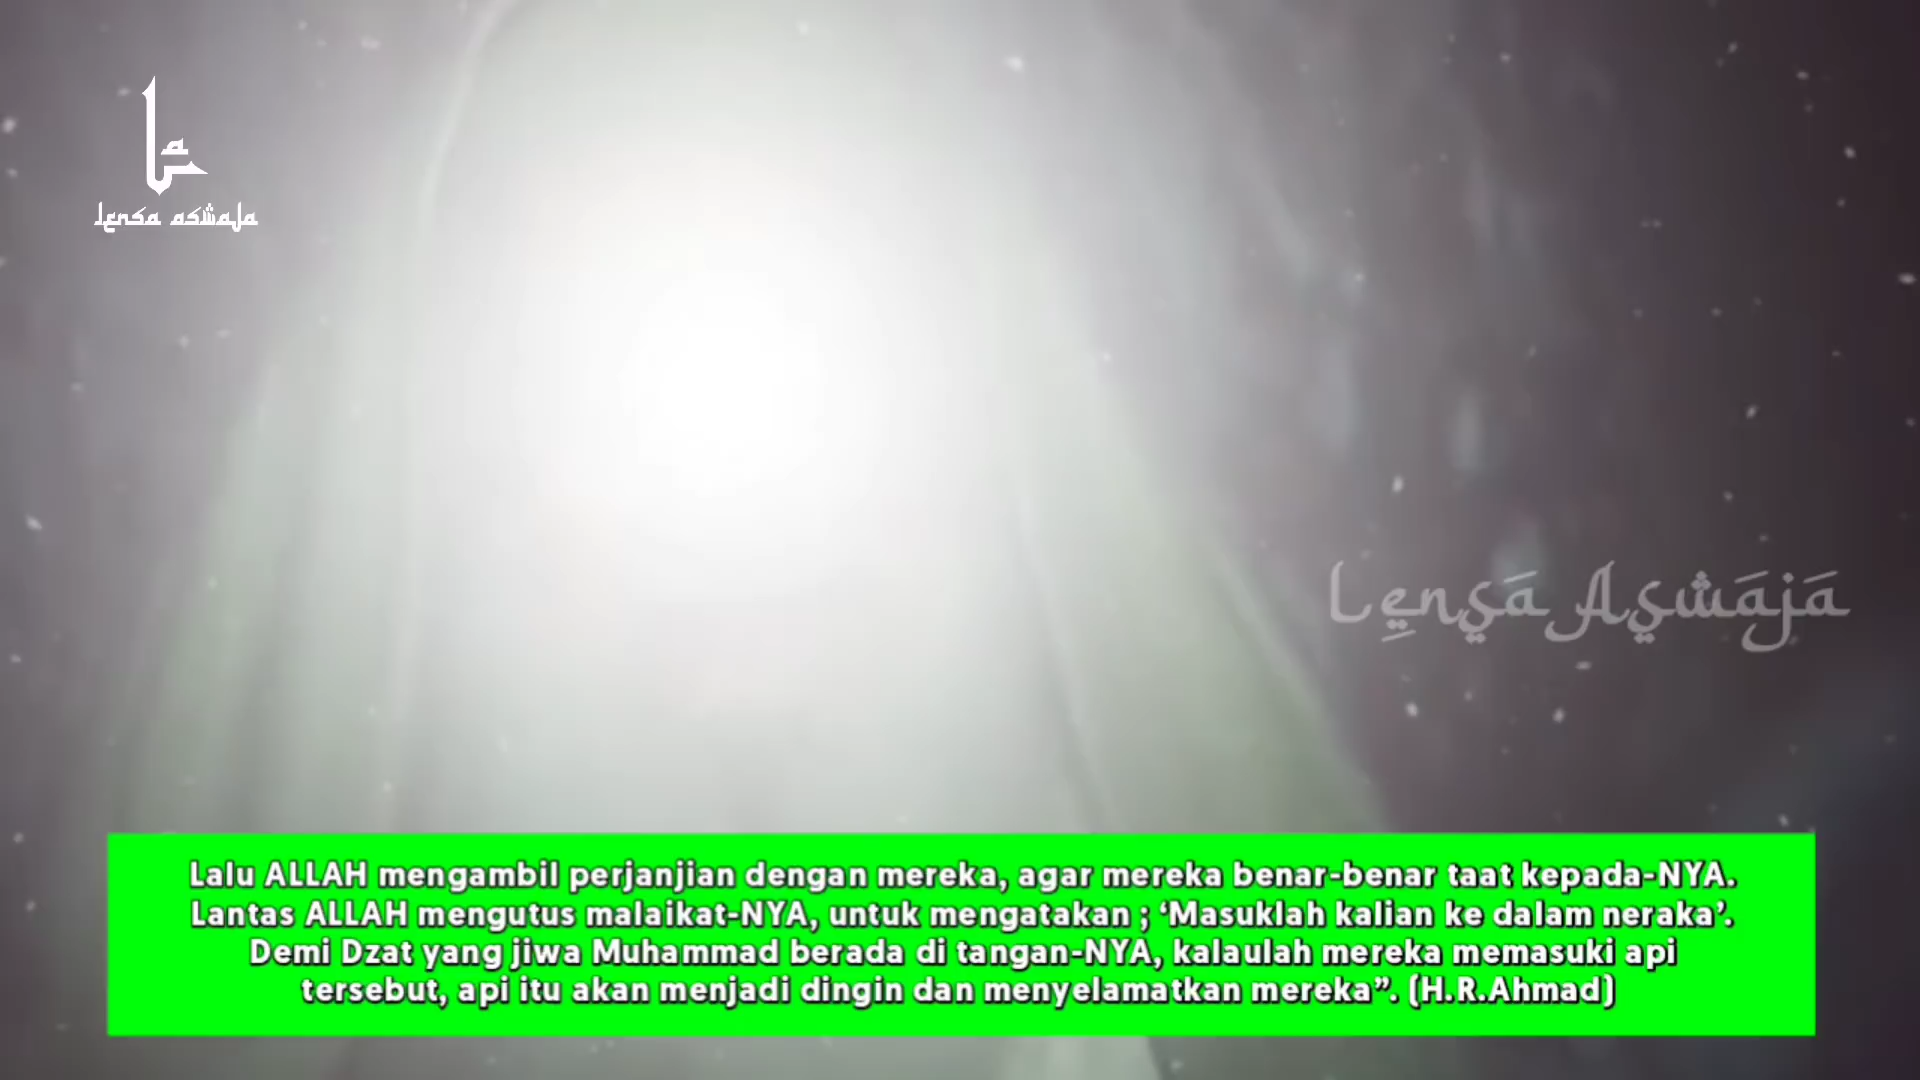 lensa aswaja
Lensa Aswaja
Lalu ALLAH mengambil perjanjian dengan mereka, agar mereka benar-benar taat kepada-NYA.
Lantas ALLAH mengutus malaikat-NYA, untuk mengatakan ; ‘Masuklah kalian ke dalam neraka’.
Demi Dzat yang jiwa Muhammad berada di tangan-NYA, kalaulah mereka memasuki api
tersebut, api itu akan menjadi dingin dan menyelamatkan mereka”. (H.R.Ahmad)